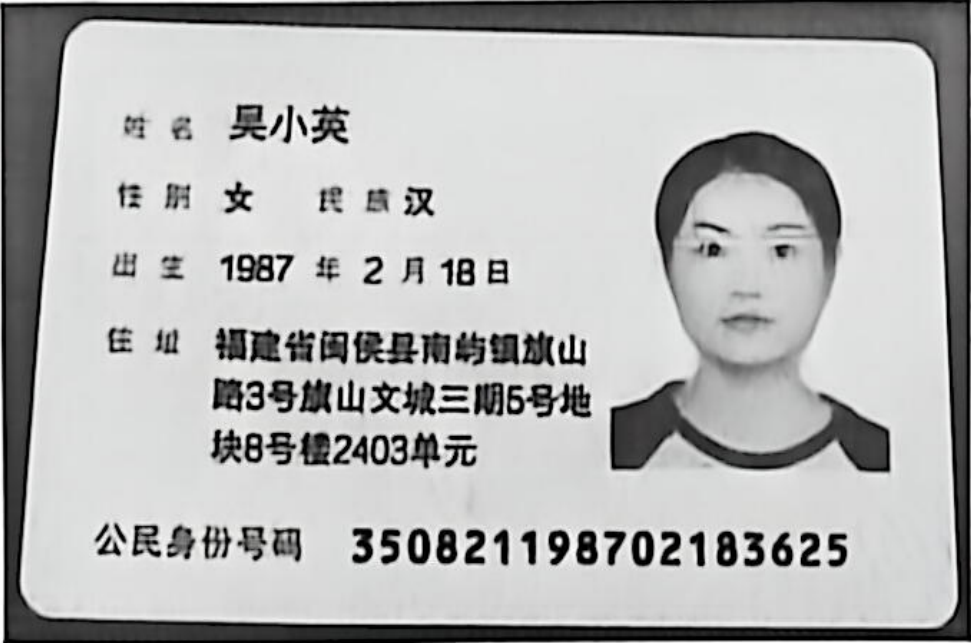 姓名 吴小英
性别 女 民族 汉
出生 1987 年 2 月 18 日
住址 福建省闽侯县南屿镇旗山
路3号旗山文城三期5号地
块8号楼2403单元
公民身份号码 350821198702183625